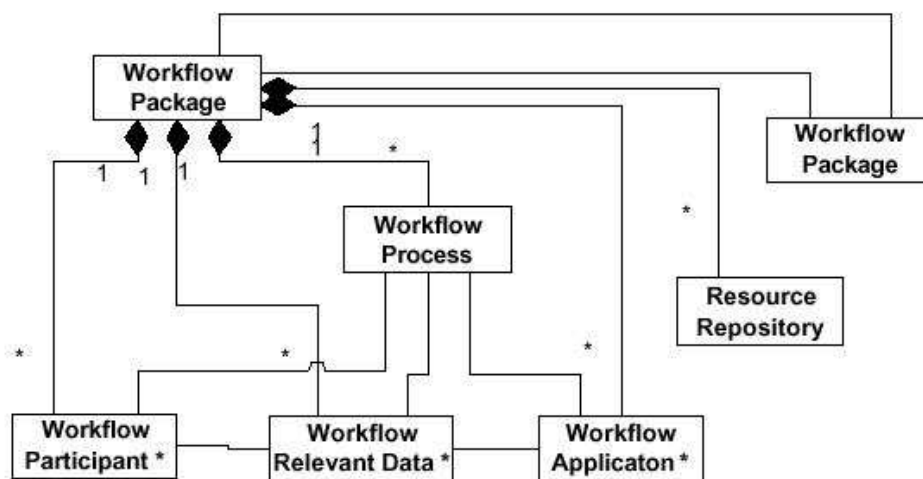 Workflow
Package
Workflow
Package
1
1
1
1
1
*
Workflow
Process
*
Resource
Repository
*
*
*
Workflow
Participant *
Workflow
Relevant Data *
Workflow
Applicaton *